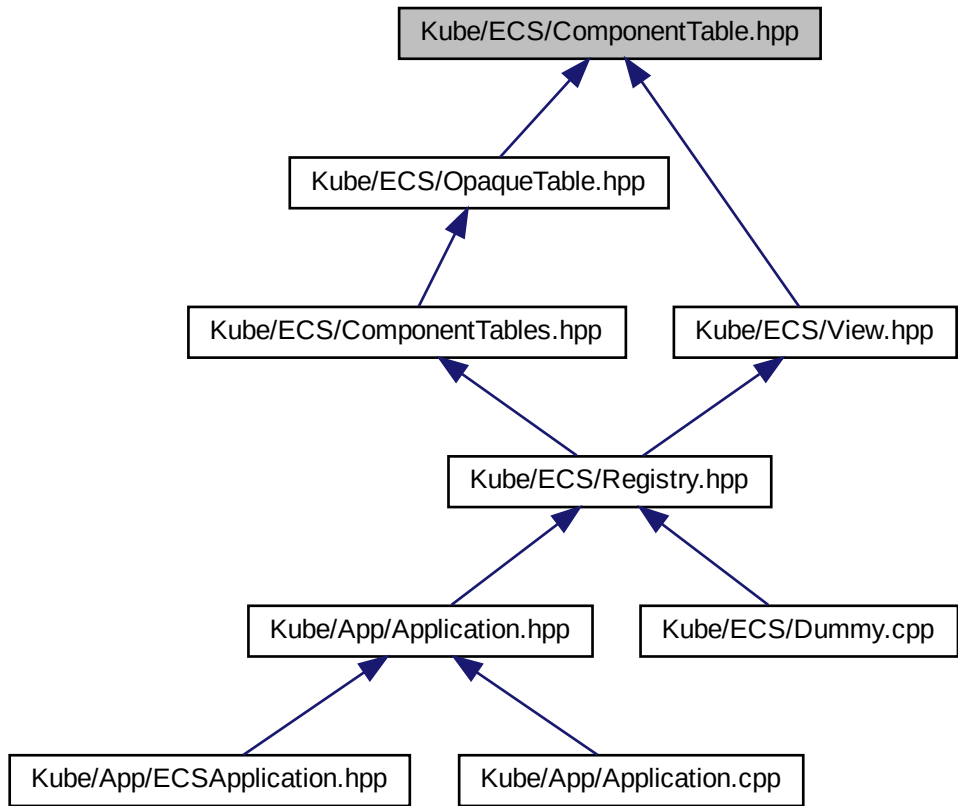 Kube/ECS/ComponentTable.hpp
Kube/ECS/OpaqueTable.hpp
Kube/ECS/ComponentTables.hpp
Kube/ECS/View.hpp
Kube/ECS/Registry.hpp
Kube/App/Application.hpp
Kube/ECS/Dummy.cpp
Kube/App/ECSApplication.hpp
Kube/App/Application.cpp